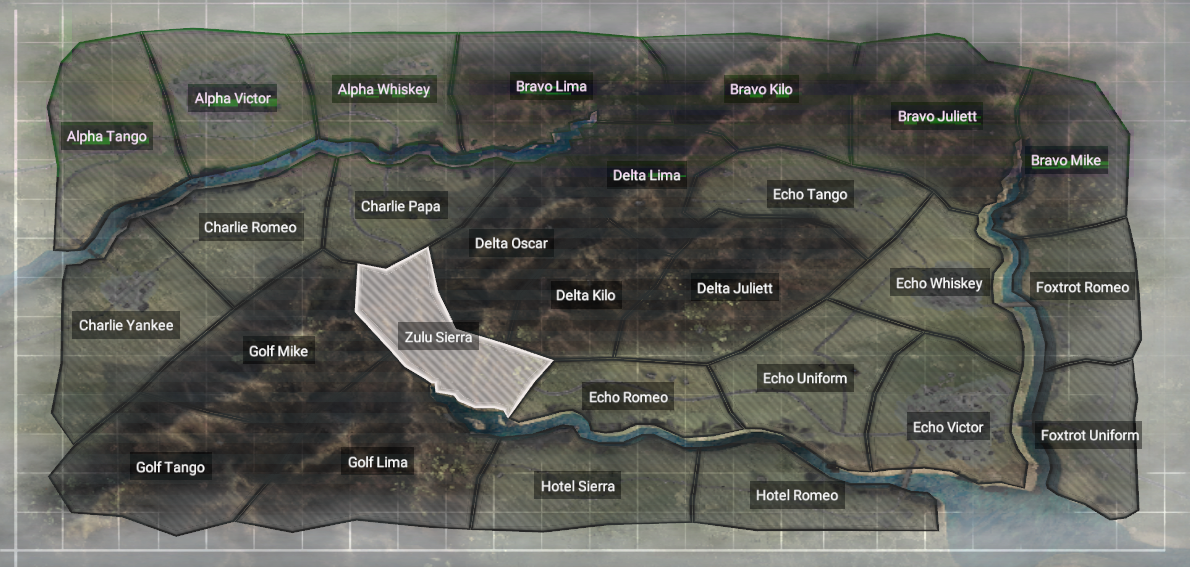 Bravo Lima
Alpha Whiskey
Bravo Kilo
Alpha Victor
Bravo Juliett
Alpha Tango
Bravo Mike
Delta Lima
Echo Tango
Charlie Papa
Charlie Romeo
Delta Oscar
Echo Whiskey
Foxtrot Romeo
Delta Juliett
Delta Kilo
Charlie Yankee
Zulu Sierra
Golf Mike
Echo Uniform
Echo Romeo
Echo Victor
Foxtrot Uniform
Golf Lima
Golf Tango
Hotel Sierra
Hotel Romeo